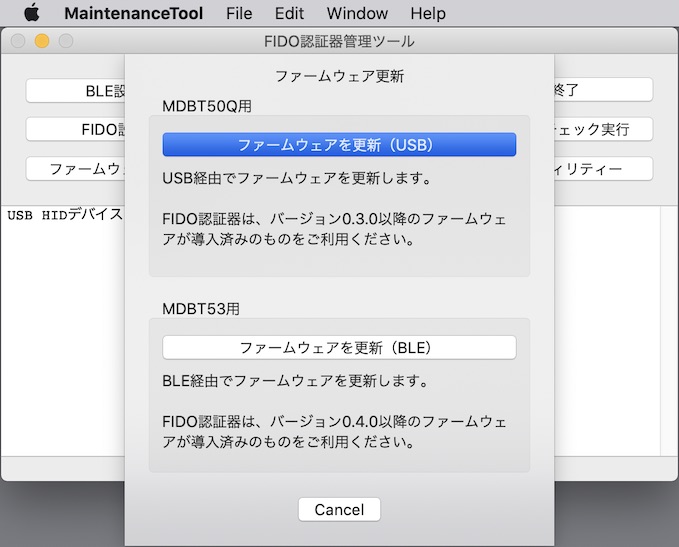 MaintenanceTool File Edit Window Help
FIDO認証器管理ツール
ファームウェア更新
BLE設
終了
MDBT50Q用
FIDO認
ェック実行
ファームウェアを更新（USB）
ファームウ
ィリティー
USB経由でファームウェアを更新します。
USB HIDデバイス
FIDO認証器は、バージョン0.3.0以降のファームウェ
アが導入済みのものをご利用ください。
MDBT53用
ファームウェアを更新（BLE）
BLE経由でファームウェアを更新します。
FIDO認証器は、バージョン0.4.0以降のファームウェ
アが導入済みのものをご利用ください。
Cancel